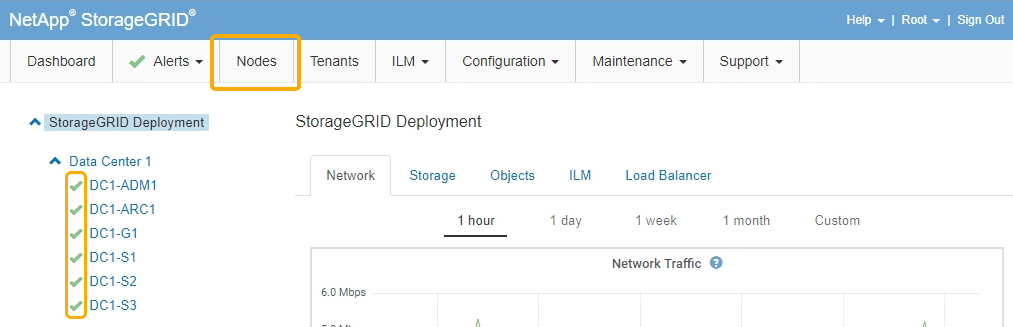 NetApp® StorageGRID®
Help | Root | Sign Out
Dashboard Alerts Nodes Tenants ILM Configuration Maintenance Support
StorageGRID Deployment
Data Center 1
DC1-ADM1
DC1-ARC1
DC1-G1
DC1-S1
DC1-S2
DC1-S3
StorageGRID Deployment
Network Storage Objects ILM Load Balancer
1 hour 1 day 1 week 1 month Custom
Network Traffic ?
6.0 Mbps